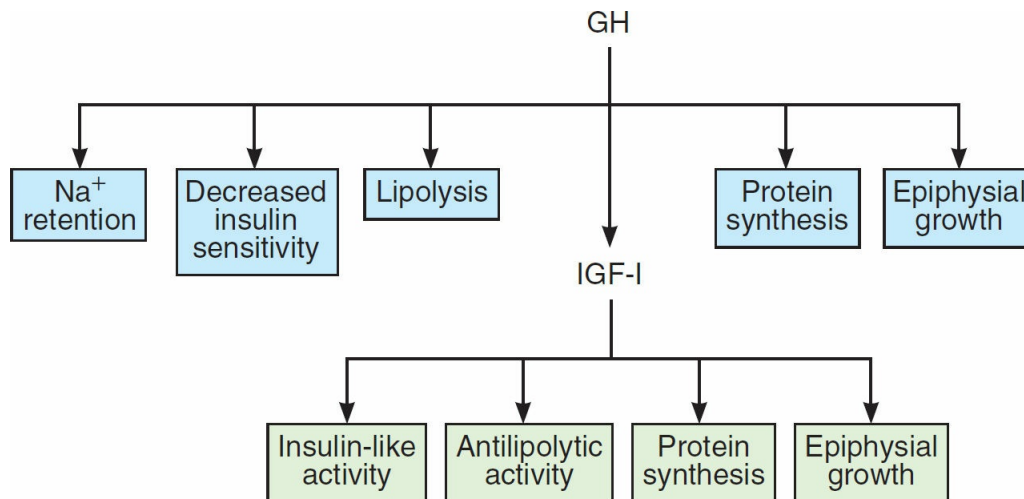 GH
Na⁺
retention
Decreased
insulin
sensitivity
Lipolysis
Protein
synthesis
Epiphysial
growth
IGF-I
Insulin-like
activity
Antilipolytic
activity
Protein
synthesis
Epiphysial
growth